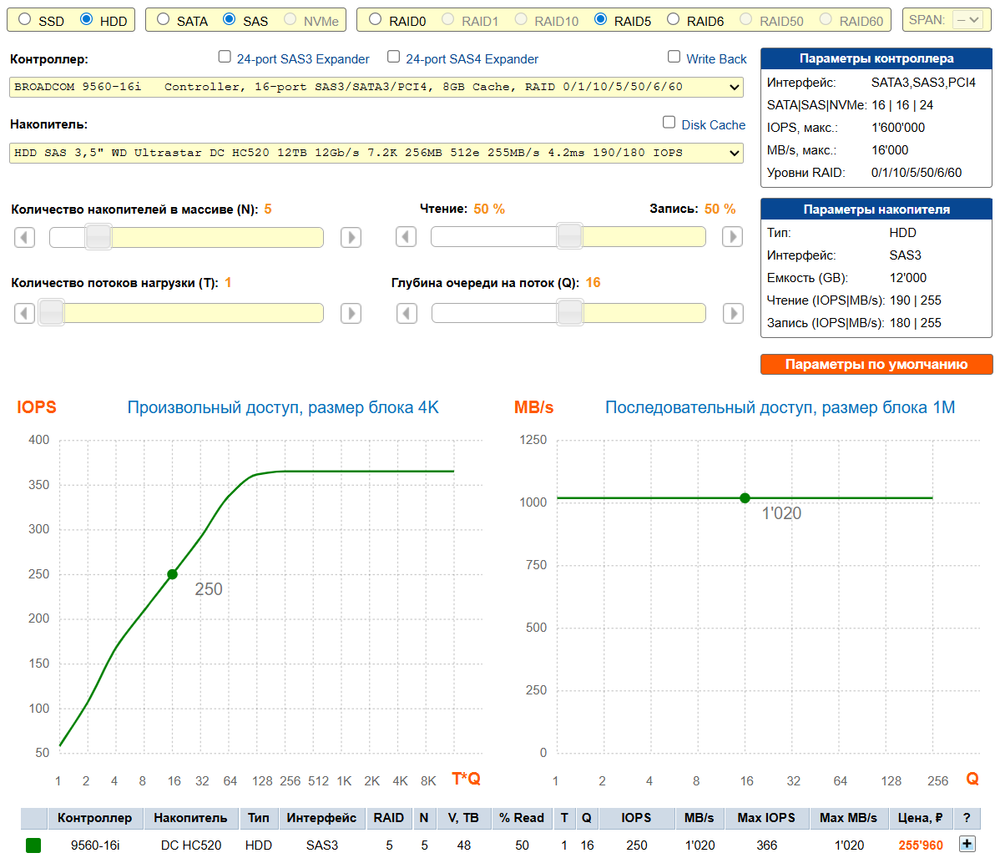 SSD HDD SATA SAS NVMe RAID0 RAID1 RAID10 RAID5 RAID6 RAID50 RAID60 SPAN: --
Контроллер: 24-port SAS3 Expander 24-port SAS4 Expander Write Back
BROADCOM 9560-16i Controller, 16-port SAS3/SATA3/PCI4, 8GB Cache, RAID 0/1/10/5/50/6/60
Накопитель: Disk Cache
HDD SAS 3,5" WD Ultrastar DC HC520 12TB 12Gb/s 7.2K 256MB 512e 255MB/s 4.2ms 190/180 IOPS
Параметры контроллера
Интерфейс: SATA3,SAS3,PCI4
SATA|SAS|NVMe: 16 | 16 | 24
IOPS, макс.: 1'600'000
MB/s, макс.: 16'000
Уровни RAID: 0/1/10/5/50/6/60
Количество накопителей в массиве (N): 5 Чтение: 50 % Запись: 50 %
Количество потоков нагрузки (T): 1 Глубина очереди на поток (Q): 16
Параметры накопителя
Тип: HDD
Интерфейс: SAS3
Емкость (GB): 12'000
Чтение (IOPS|MB/s): 190 | 255
Запись (IOPS|MB/s): 180 | 255
Параметры по умолчанию
IOPS Произвольный доступ, размер блока 4K
400
350
300
250
200
150
100
50
250
1 2 4 8 16 32 64 128 256 512 1K 2K 4K 8K T*Q
MB/s Последовательный доступ, размер блока 1M
1250
1000
750
500
250
0
1'020
1 2 4 8 16 32 64 128 256 Q
Контроллер Накопитель Тип Интерфейс RAID N V, TB % Read T Q IOPS MB/s Max IOPS Max MB/s Цена, ₽ ?
9560-16i DC HC520 HDD SAS3 5 5 48 50 1 16 250 1'020 366 1'020 255'960 +